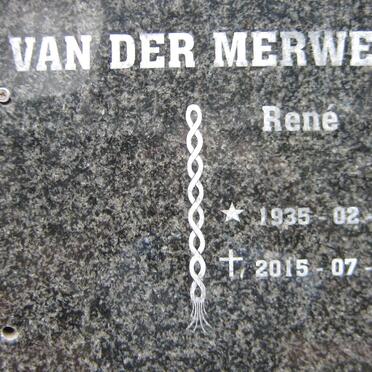 VAN DER MERWE
René
★ 1935 - 02 -
✝ 2015 - 07 -